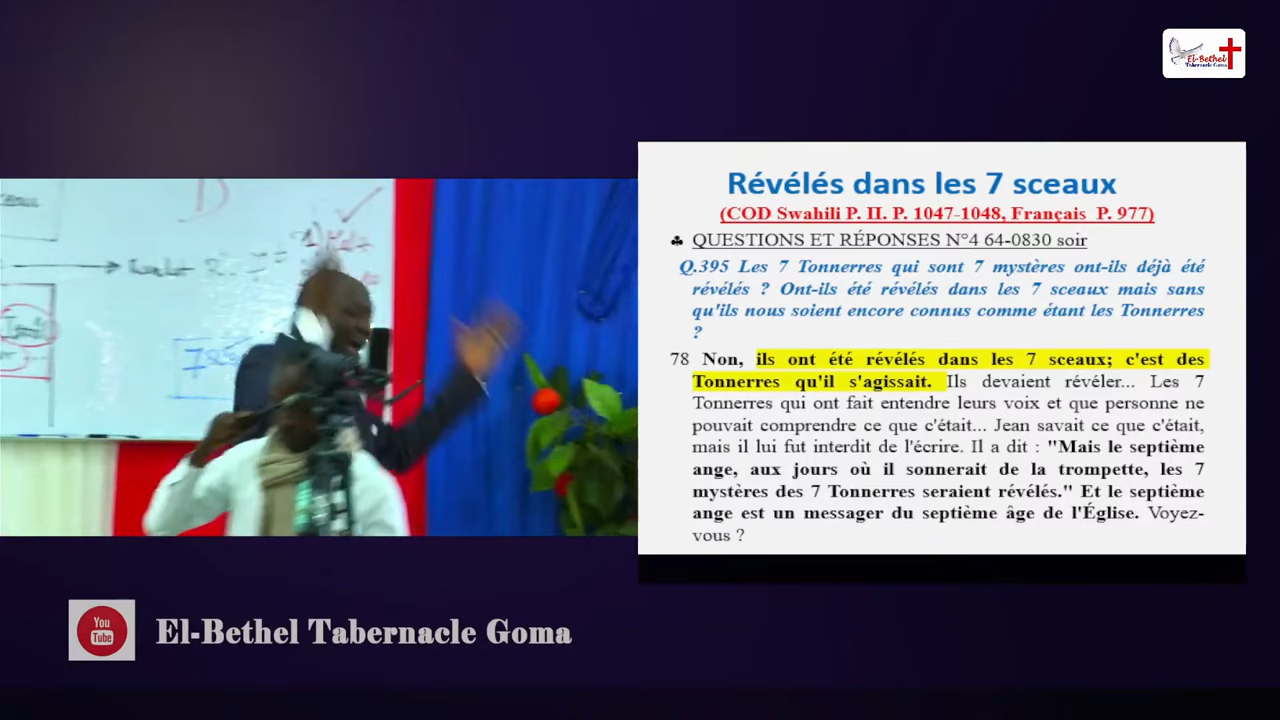 El-Bethel
Tabernacle Goma
Révélés dans les 7 sceaux
(COD Swahili P. II. P. 1047-1048, Français P. 977)
♣ QUESTIONS ET RÉPONSES N°4 64-0830 soir
Q.395 Les 7 Tonnerres qui sont 7 mystères ont-ils déjà été
révélés ? Ont-ils été révélés dans les 7 sceaux mais sans
qu'ils nous soient encore connus comme étant les Tonnerres
?
78 Non, ils ont été révélés dans les 7 sceaux; c'est des
Tonnerres qu'il s'agissait. Ils devaient révéler... Les 7
Tonnerres qui ont fait entendre leurs voix et que personne ne
pouvait comprendre ce que c'était... Jean savait ce que c'était,
mais il lui fut interdit de l'écrire. Il a dit : "Mais le septième
ange, aux jours où il sonnerait de la trompette, les 7
mystères des 7 Tonnerres seraient révélés." Et le septième
ange est un messager du septième âge de l'Église. Voyez-
vous ?
You
Tube
El-Bethel Tabernacle Goma